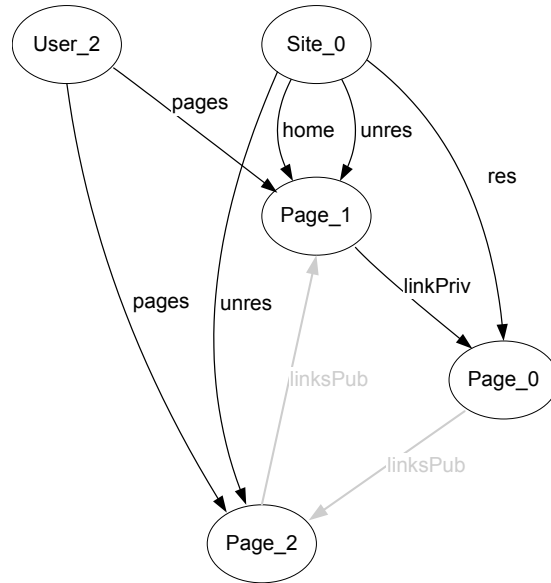 User_2
Site_0
pages
home
unres
res
Page_1
linkPriv
pages
unres
linksPub
Page_0
linksPub
Page_2